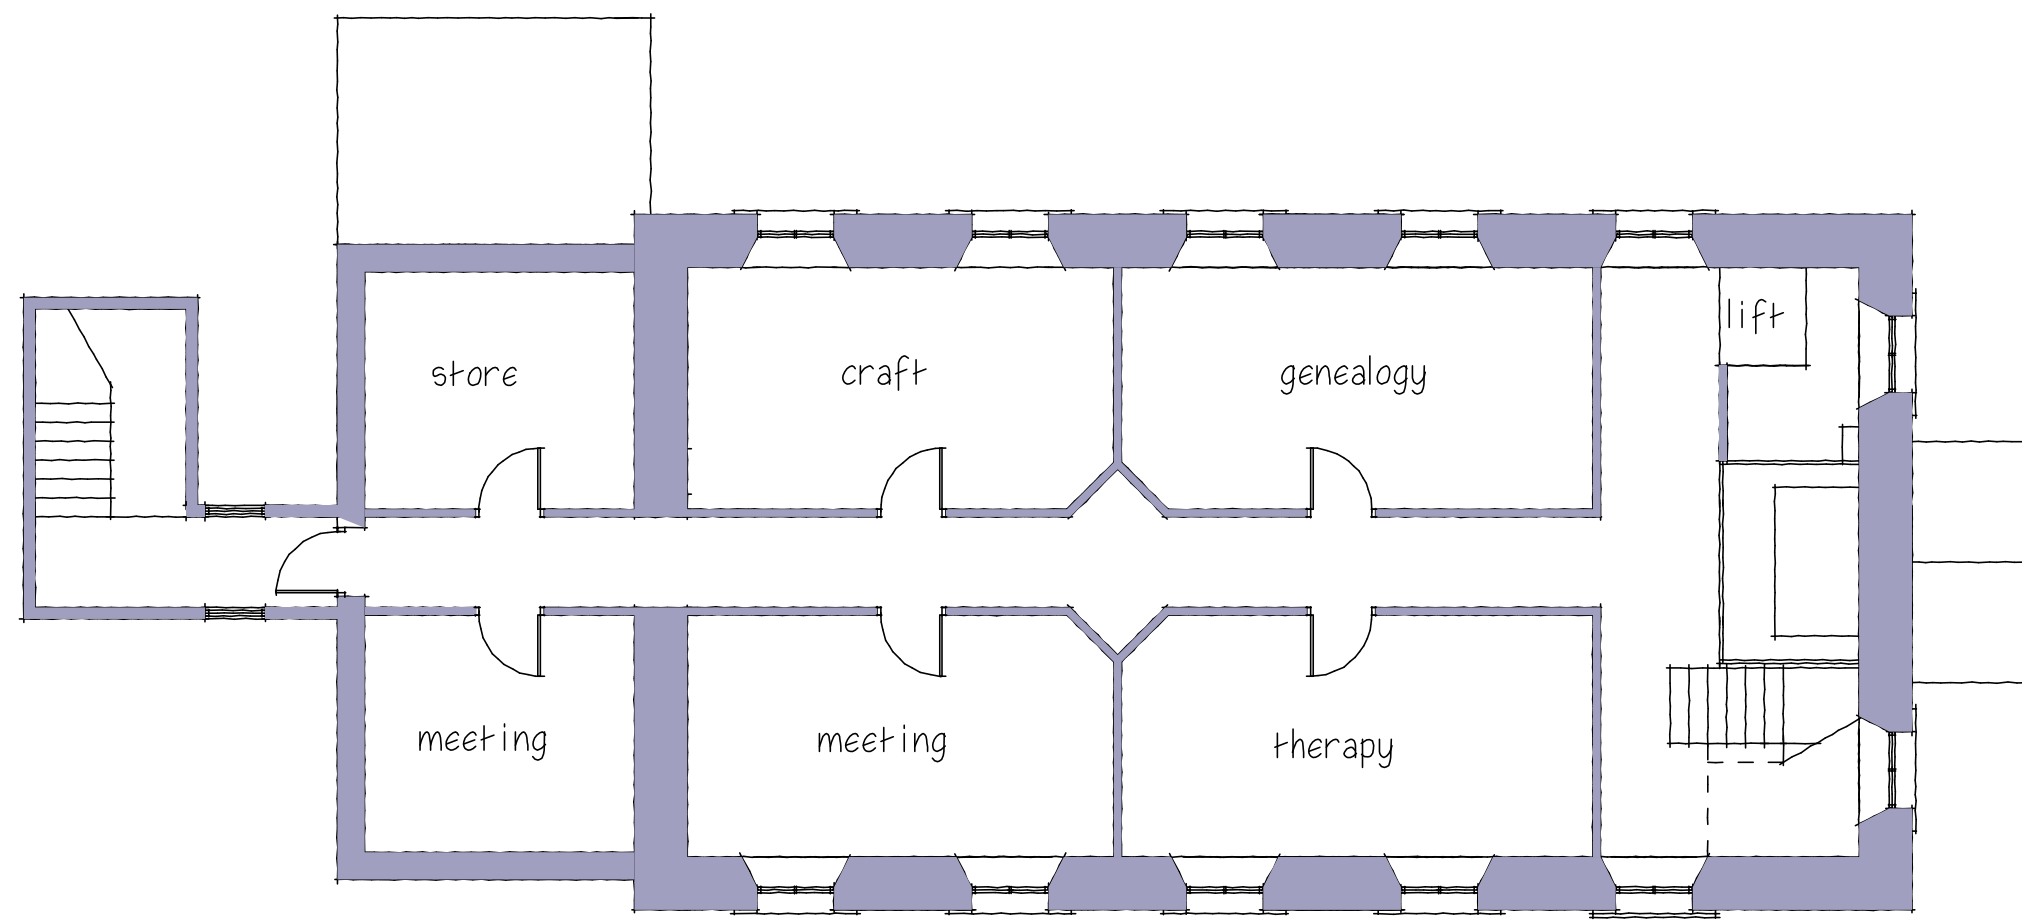 lift
store
craft
genealogy
meeting
meeting
therapy